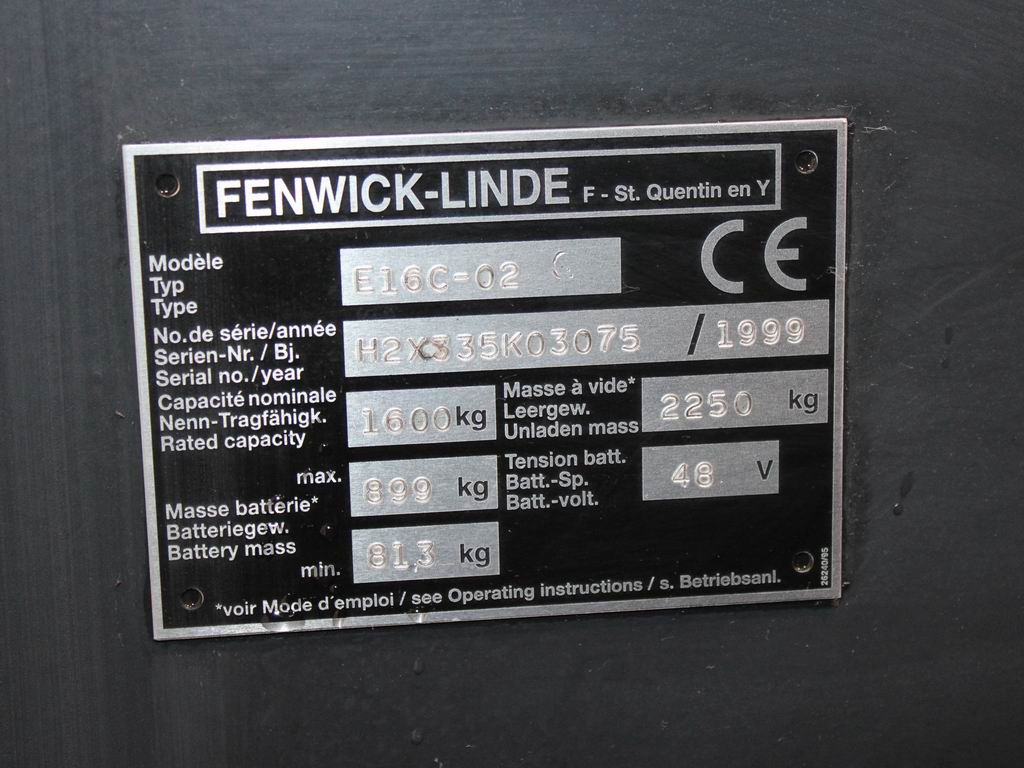 FENWICK-LINDE F - St. Quentin en Y
CE
Modèle
Typ
Type
E16C-02 C
No.de série/année
Serien-Nr. / Bj.
Serial no./year
H2X335K03075 / 1999
Capacité nominale
Nenn-Tragfähigk.
Rated capacity
1600 kg
Masse à vide*
Leergew.
Unladen mass
2250 kg
max.
899 kg
Masse batterie*
Batteriegew.
Battery mass
min.
813 kg
Tension batt.
Batt.-Sp.
Batt.-volt.
48 V
*voir Mode d'emploi / see Operating instructions / s. Betriebsanl.
26240/95